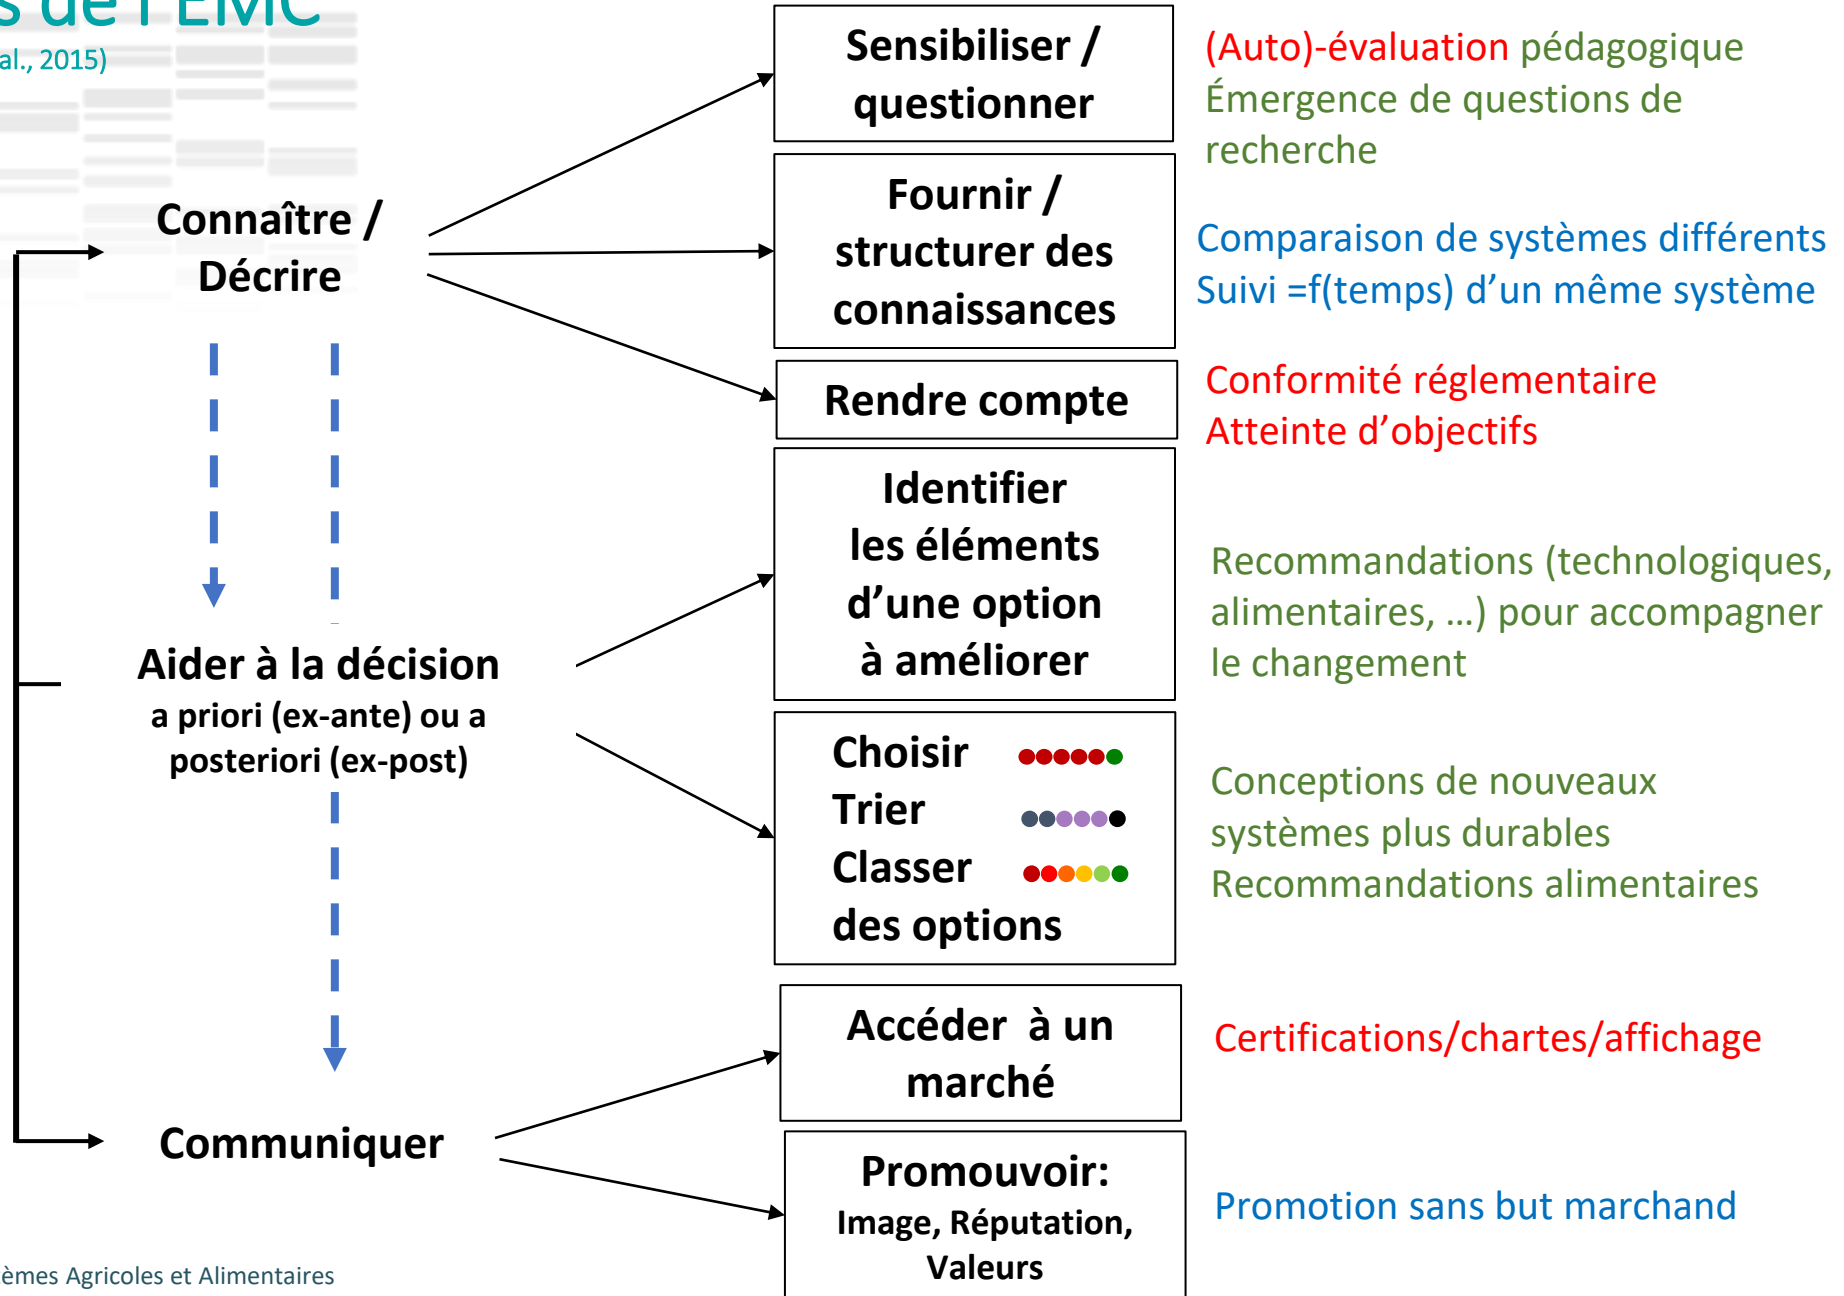 s de l'EMC
al., 2015)
Connaître /
Décrire
Aider à la décision
a priori (ex-ante) ou a
posteriori (ex-post)
Communiquer
Sensibiliser /
questionner
(Auto)-évaluation pédagogique
Émergence de questions de
recherche
Fournir /
structurer des
connaissances
Comparaison de systèmes différents
Suivi =f(temps) d’un même système
Rendre compte
Conformité réglementaire
Atteinte d’objectifs
Identifier
les éléments
d’une option
à améliorer
Recommandations (technologiques,
alimentaires, …) pour accompagner
le changement
Choisir
Trier
Classer
des options
Conceptions de nouveaux
systèmes plus durables
Recommandations alimentaires
Accéder à un
marché
Certifications/chartes/affichage
Promouvoir:
Image, Réputation,
Valeurs
Promotion sans but marchand
tèmes Agricoles et Alimentaires